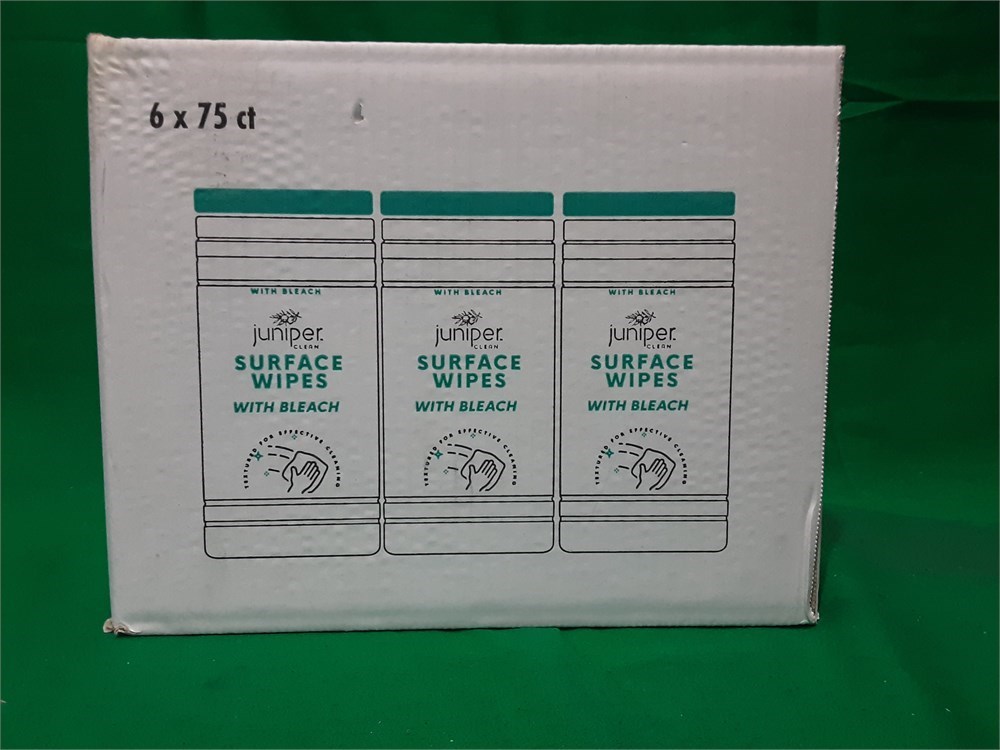 6 x 75 ct
WITH BLEACH
juniper
CLEAN
SURFACE
WIPES
WITH BLEACH
TEXTURED FOR EFFECTIVE CLEANING
WITH BLEACH
juniper
CLEAN
SURFACE
WIPES
WITH BLEACH
TEXTURED FOR EFFECTIVE CLEANING
WITH BLEACH
juniper
CLEAN
SURFACE
WIPES
WITH BLEACH
TEXTURED FOR EFFECTIVE CLEANING